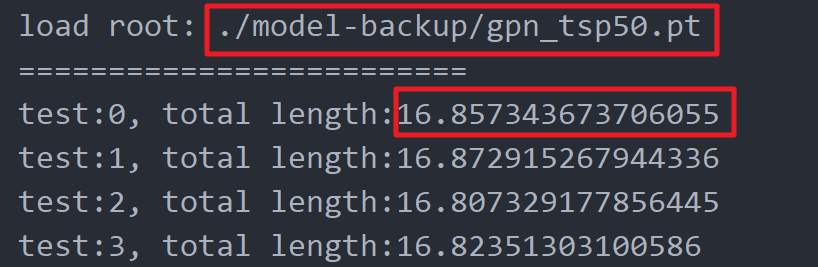 load root: ./model-backup/gpn_tsp50.pt
=========================
test:0, total length:16.857343673706055
test:1, total length:16.872915267944336
test:2, total length:16.807329177856445
test:3, total length:16.82351303100586